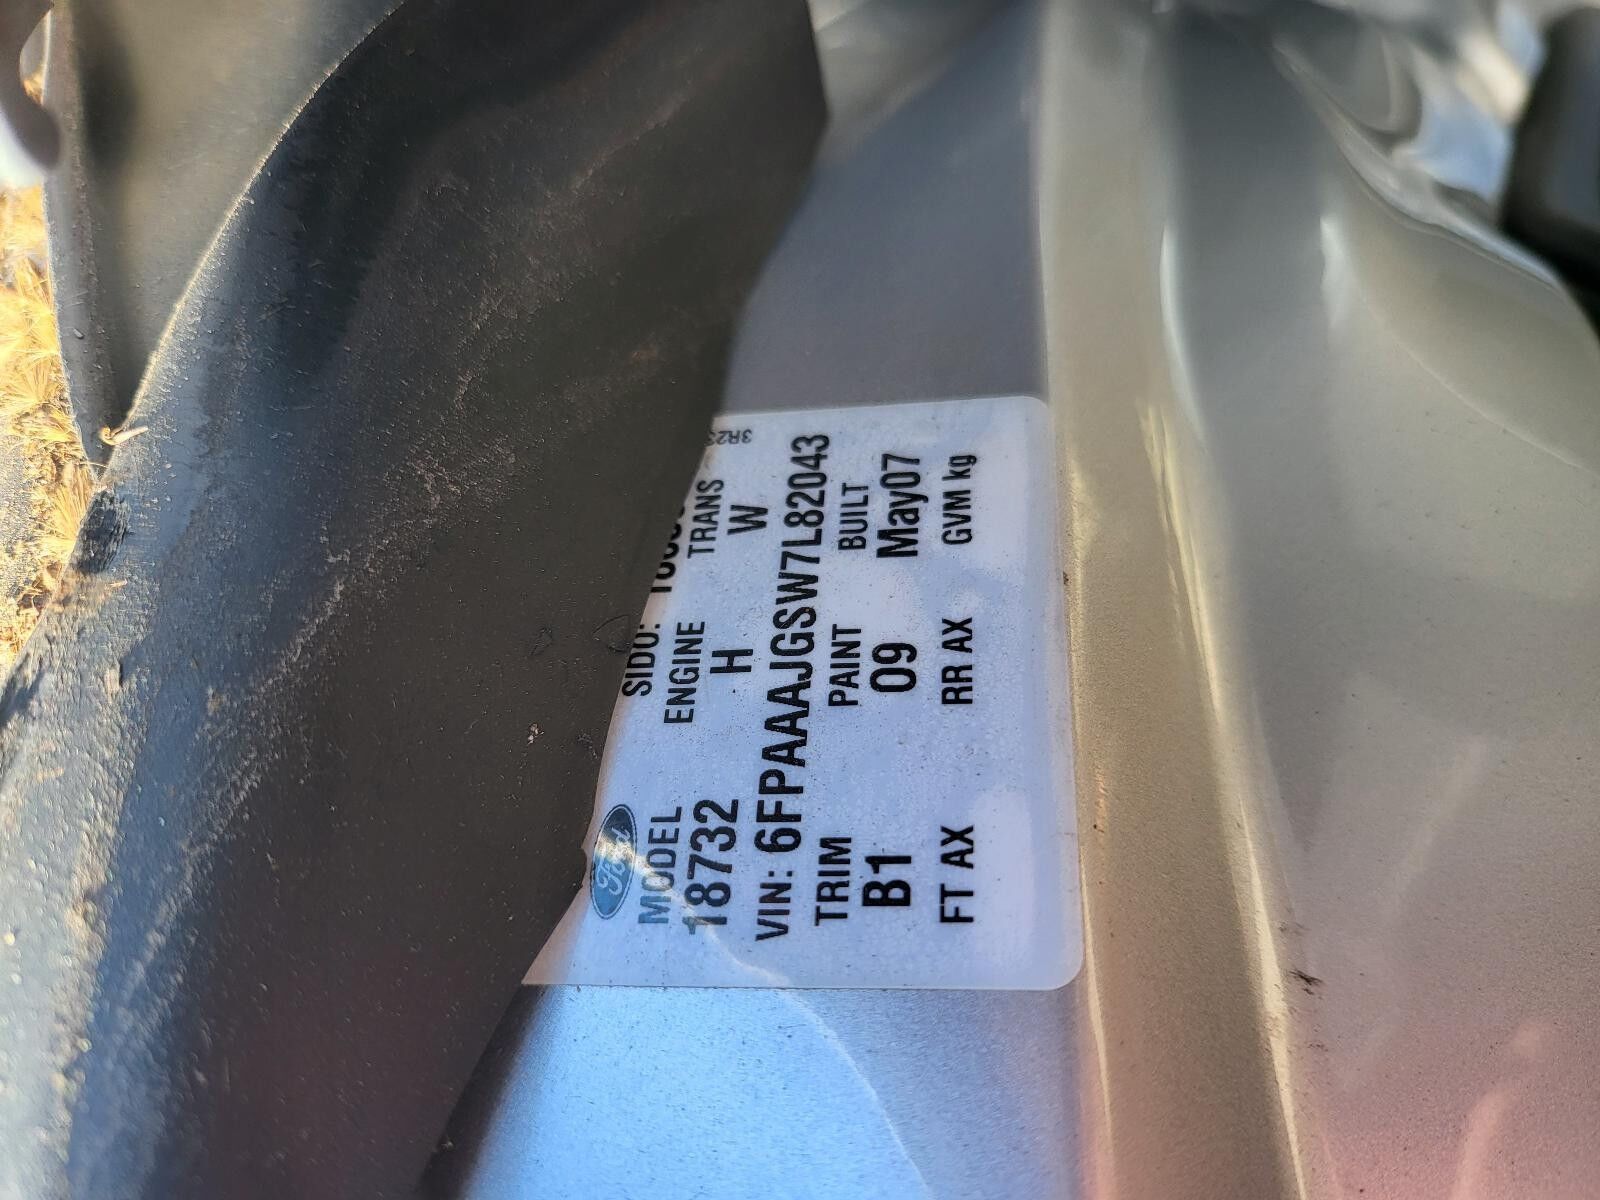 Ford
SIDO:
MODEL ENGINE TRANS
18732 H W
VIN: 6FPAAAJGSW7L82043
TRIM PAINT BUILT
B1 09 May07
FT AX RR AX GVM kg